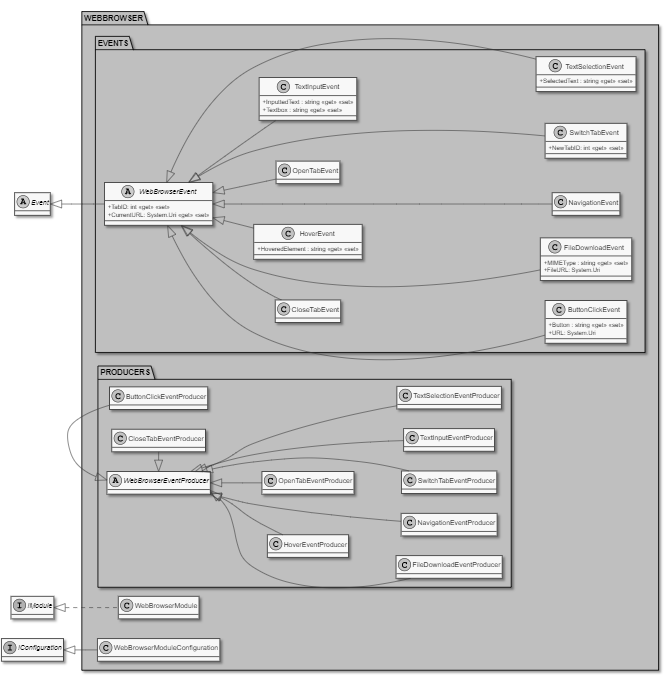 WEBBROWSER
EVENTS
C TextSelectionEvent
+SelectedText : string «get» «set»
C TextInputEvent
+InputtedText : string «get» «set»
+Textbox : string «get» «set»
C SwitchTabEvent
+NewTabID: int «get» «set»
C OpenTabEvent
A Event
A WebBrowserEvent
+TabID: int «get» «set»
+CurrentURL: System.Uri «get» «set»
C NavigationEvent
C HoverEvent
+HoveredElement : string «get» «set»
C FileDownloadEvent
+MIMEType : string «get» «set»
+FileURL: System.Uri
C CloseTabEvent
C ButtonClickEvent
+Button : string «get» «set»
+URL: System.Uri
PRODUCERS
C ButtonClickEventProducer
C TextSelectionEventProducer
C CloseTabEventProducer
C TextInputEventProducer
A WebBrowserEventProducer
C OpenTabEventProducer
C SwitchTabEventProducer
C NavigationEventProducer
C HoverEventProducer
C FileDownloadEventProducer
I IModule
C WebBrowserModule
I IConfiguration
C WebBrowserModuleConfiguration